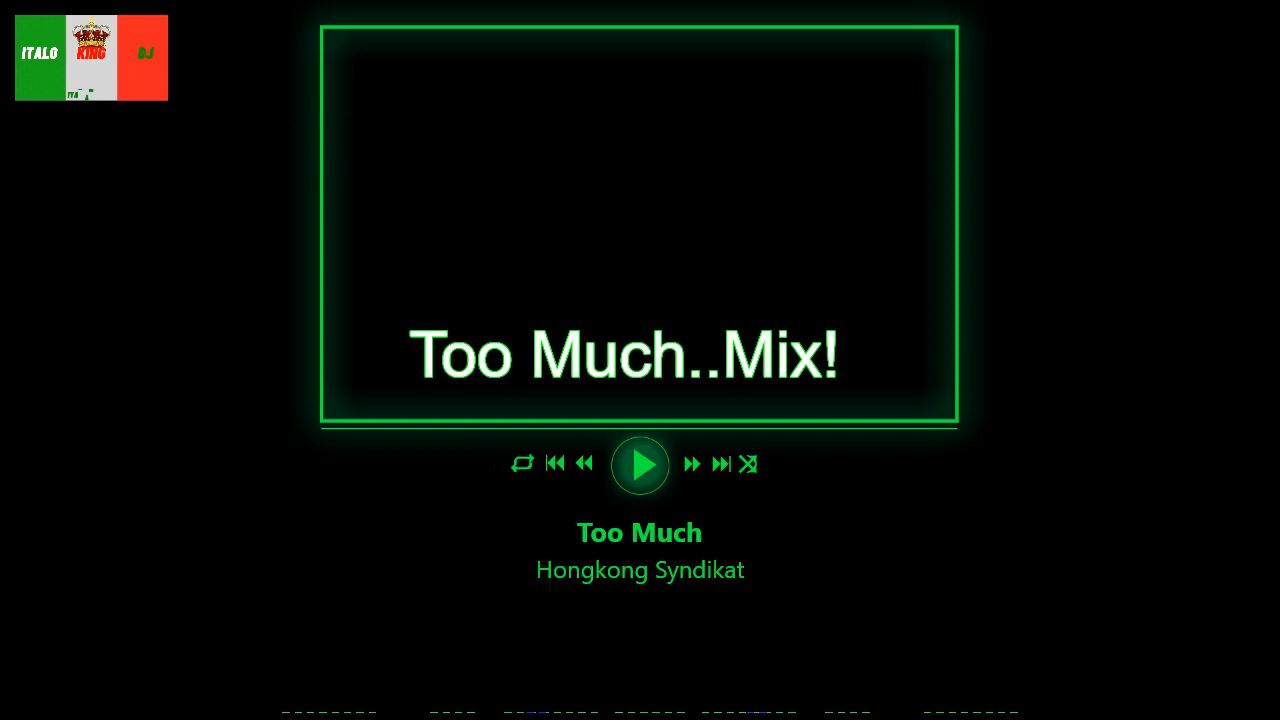 ITALO KING DJ
Too Much..Mix!
Too Much
Hongkong Syndikat